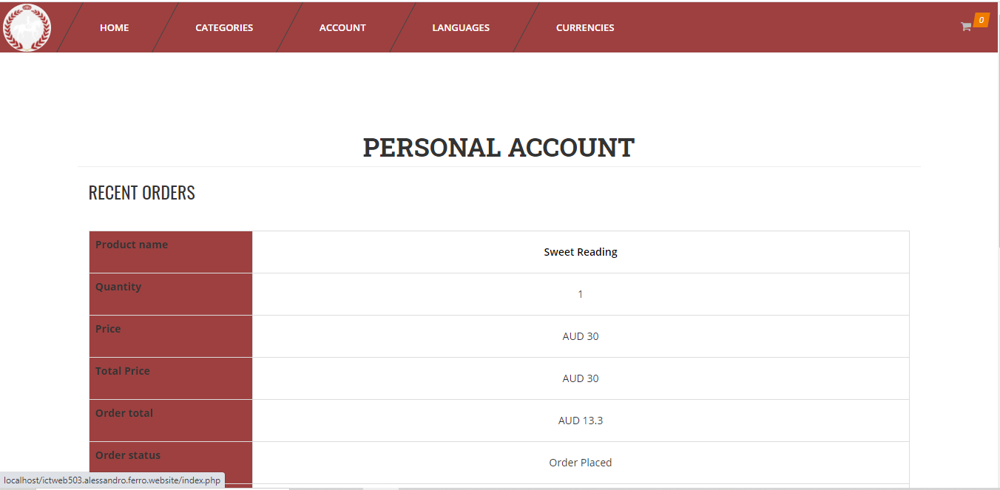 HOME CATEGORIES ACCOUNT LANGUAGES CURRENCIES 0
PERSONAL ACCOUNT
RECENT ORDERS
Product name Sweet Reading
Quantity 1
Price AUD 30
Total Price AUD 30
Order total AUD 13.3
Order status Order Placed
localhost/ictweb503.alessandro.ferro.website/index.php